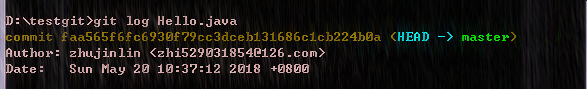 D:\testgit>git log Hello.java
commit faa565f6fc6930f79cc3dceb131686c1cb224b0a (HEAD -> master)
Author: zhujinlin <zhi529031854@126.com>
Date:   Sun May 20 10:37:12 2018 +0800